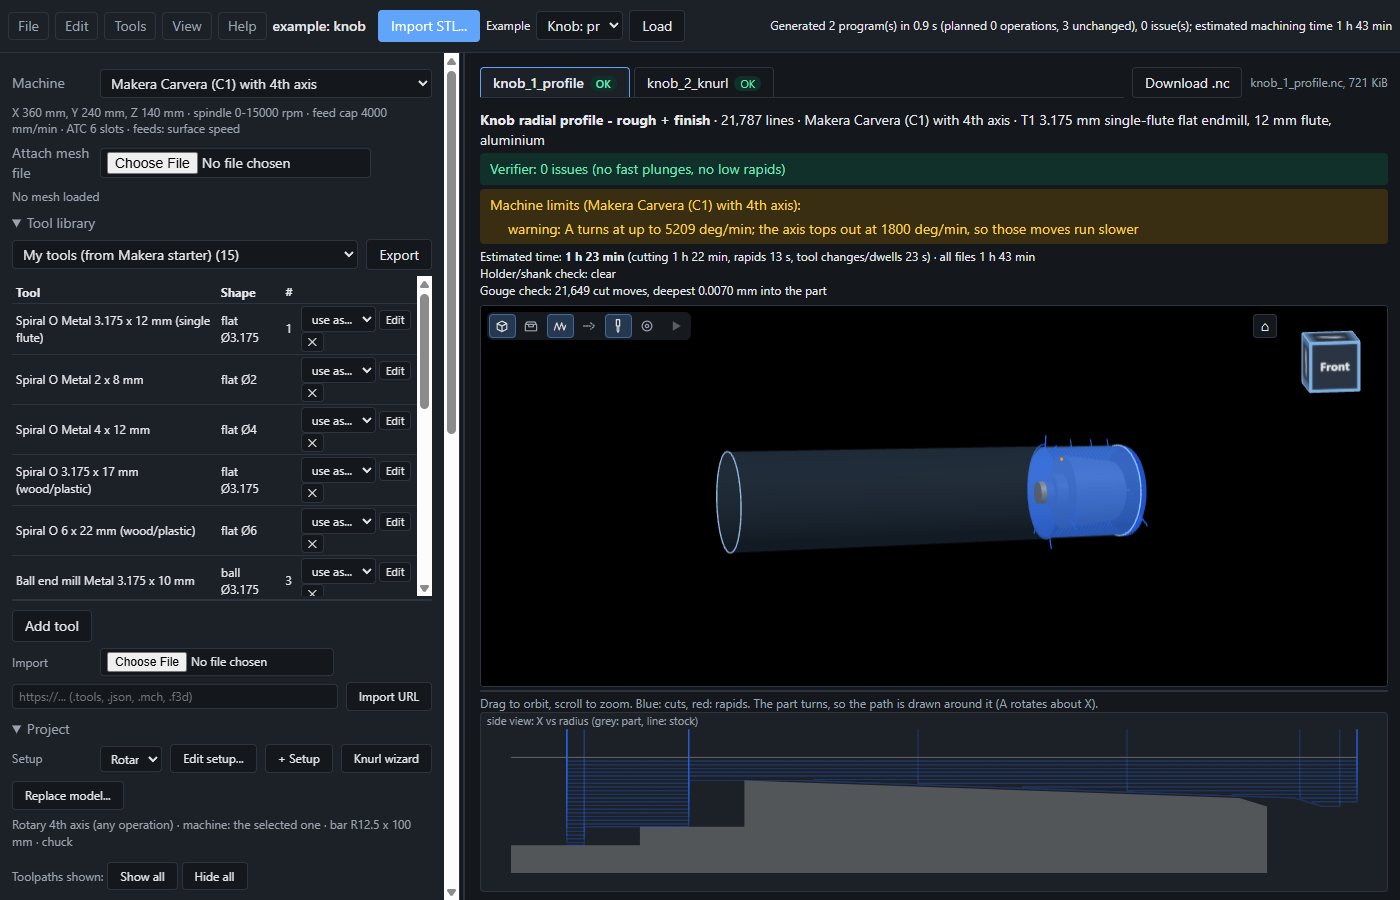 File Edit Tools View Help example: knob Import STL... Example Knob: pr Load Generated 2 program(s) in 0.9 s (planned 0 operations, 3 unchanged), 0 issue(s); estimated machining time 1 h 43 min
Machine Makera Carvera (C1) with 4th axis
X 360 mm, Y 240 mm, Z 140 mm · spindle 0-15000 rpm · feed cap 4000
mm/min · ATC 6 slots · feeds: surface speed
Attach mesh
file
Choose File No file chosen
No mesh loaded
▼ Tool library
My tools (from Makera starter) (15) Export
Tool Shape #
Spiral O Metal 3.175 x 12 mm (single
flute)
flat
Ø3.175
1 use as... Edit
×
Spiral O Metal 2 x 8 mm flat Ø2 use as... Edit
×
Spiral O Metal 4 x 12 mm flat Ø4 use as... Edit
×
Spiral O 3.175 x 17 mm
(wood/plastic)
flat
Ø3.175
use as... Edit
×
Spiral O 6 x 22 mm (wood/plastic) flat Ø6 use as... Edit
×
Ball end mill Metal 3.175 x 10 mm ball
Ø3.175
3 use as... Edit
×
Add tool
Import Choose File No file chosen
https://... (.tools, .json, .mch, .f3d) Import URL
▼ Project
Setup Rotar Edit setup... + Setup Knurl wizard
Replace model...
Rotary 4th axis (any operation) · machine: the selected one · bar R12.5 x 100
mm · chuck
Toolpaths shown: Show all Hide all
knob_1_profile OK knob_2_knurl OK Download .nc knob_1_profile.nc, 721 KiB
Knob radial profile - rough + finish · 21,787 lines · Makera Carvera (C1) with 4th axis · T1 3.175 mm single-flute flat endmill, 12 mm flute,
aluminium
Verifier: 0 issues (no fast plunges, no low rapids)
Machine limits (Makera Carvera (C1) with 4th axis):
warning: A turns at up to 5209 deg/min; the axis tops out at 1800 deg/min, so those moves run slower
Estimated time: 1 h 23 min (cutting 1 h 22 min, rapids 13 s, tool changes/dwells 23 s) · all files 1 h 43 min
Holder/shank check: clear
Gouge check: 21,649 cut moves, deepest 0.0070 mm into the part
Front
Drag to orbit, scroll to zoom. Blue: cuts, red: rapids. The part turns, so the path is drawn around it (A rotates about X).
side view: X vs radius (grey: part, line: stock)